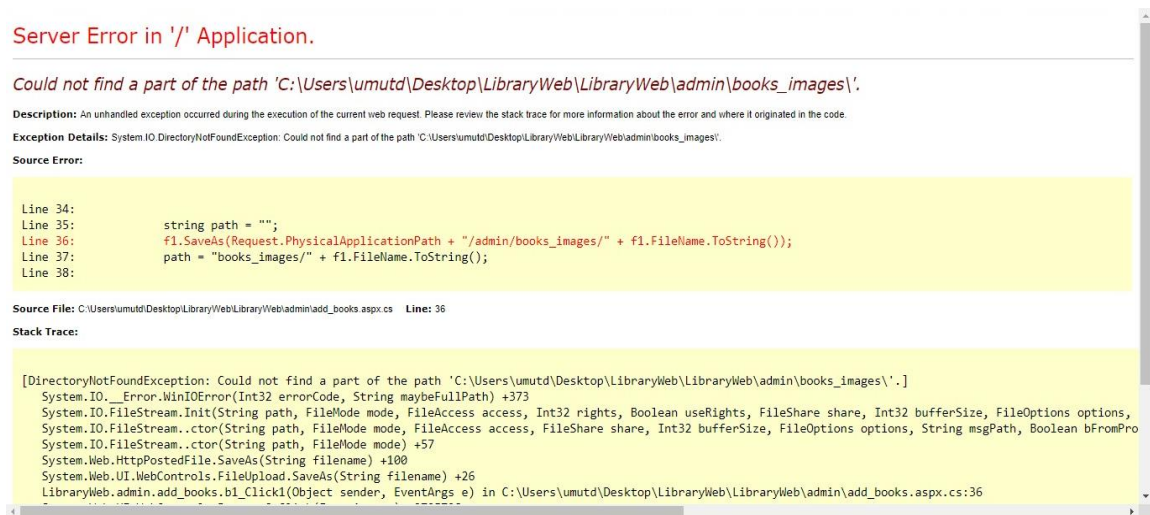 Server Error in '/' Application.
Could not find a part of the path 'C:\Users\umutd\Desktop\LibraryWeb\LibraryWeb\admin\books_images\'.
Description: An unhandled exception occurred during the execution of the current web request. Please review the stack trace for more information about the error and where it originated in the code.
Exception Details: System.IO.DirectoryNotFoundException: Could not find a part of the path 'C:\Users\umutd\Desktop\LibraryWeb\LibraryWeb\admin\books_images\'.
Source Error:
Line 34:
Line 35: string path = "";
Line 36: f1.SaveAs(Request.PhysicalApplicationPath + "/admin/books_images/" + f1.FileName.ToString());
Line 37: path = "books_images/" + f1.FileName.ToString();
Line 38:
Source File: C:\Users\umutd\Desktop\LibraryWeb\LibraryWeb\admin\add_books.aspx.cs Line: 36
Stack Trace:
[DirectoryNotFoundException: Could not find a part of the path 'C:\Users\umutd\Desktop\LibraryWeb\LibraryWeb\admin\books_images\'.]
System.IO.__Error.WinIOError(Int32 errorCode, String maybeFullPath) +373
System.IO.FileStream.Init(String path, FileMode mode, FileAccess access, Int32 rights, Boolean useRights, FileShare share, Int32 bufferSize, FileOptions options,
System.IO.FileStream..ctor(String path, FileMode mode, FileAccess access, FileShare share, Int32 bufferSize, FileOptions options, String msgPath, Boolean bFromPro
System.IO.FileStream..ctor(String path, FileMode mode) +57
System.Web.HttpPostedFile.SaveAs(String filename) +100
System.Web.UI.WebControls.FileUpload.SaveAs(String filename) +26
LibraryWeb.admin.add_books.b1_Click1(Object sender, EventArgs e) in C:\Users\umutd\Desktop\LibraryWeb\LibraryWeb\admin\add_books.aspx.cs:36